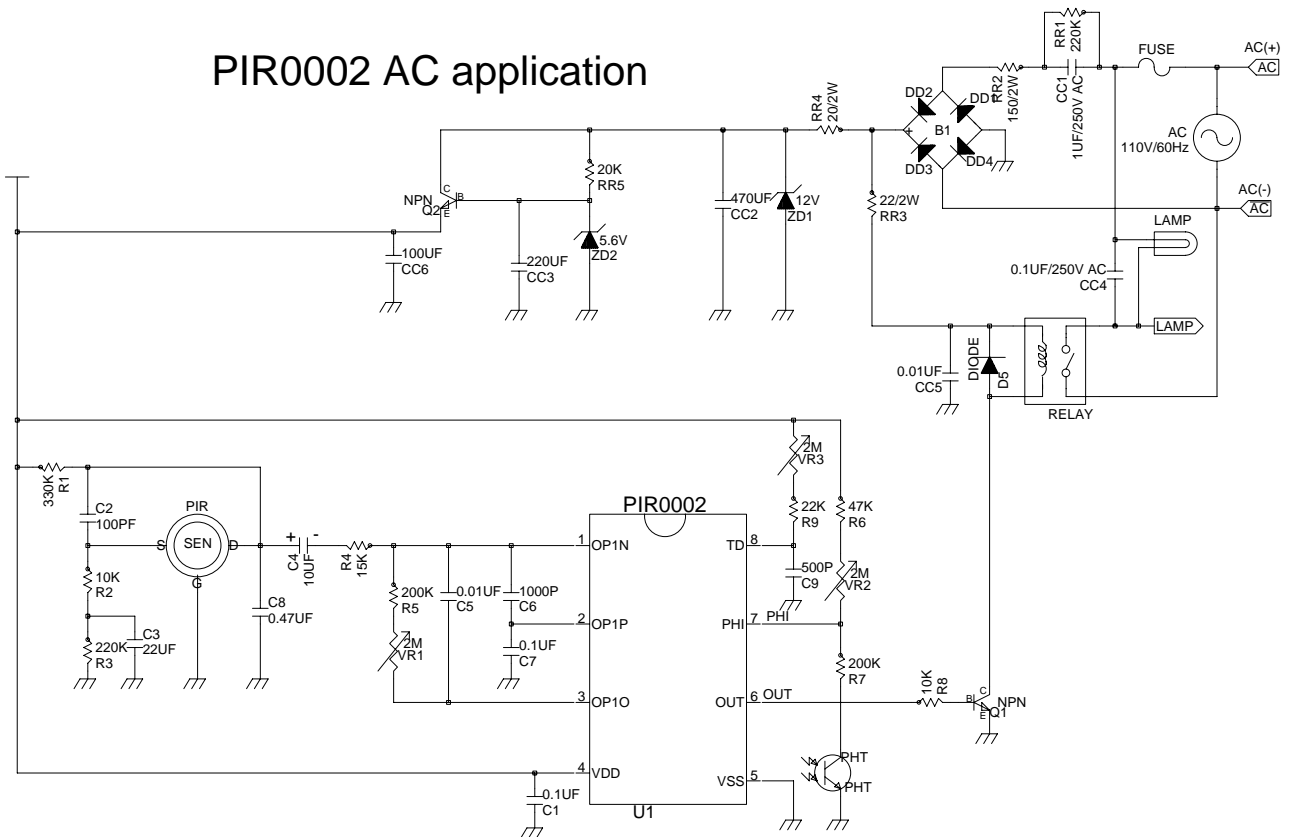 PIR0002 AC application
RR1
220K
CC1
1UF/250V AC
RR2
150/2W
FUSE
AC(+)
AC
AC
110V/60Hz
AC(-)
AC
DD2
DD1
B1
+
DD3
DD4
RR4
20/2W
20K
RR5
NPN
Q2
C
B
E
470UF
CC2
12V
ZD1
22/2W
RR3
100UF
CC6
220UF
CC3
5.6V
ZD2
LAMP
0.1UF/250V AC
CC4
LAMP
DIODE
D5
0.01UF
CC5
RELAY
330K
R1
C2
100PF
PIR
SEN
S
D
G
10K
R2
220K
R3
C3
22UF
C8
0.47UF
+ -
C4
10UF
R4
15K
200K
R5
2M
VR1
0.01UF
C5
1000P
C6
0.1UF
C7
PIR0002
1 OP1N
2 OP1P
3 OP1O
4 VDD
TD 8
PHI 7 PHI
OUT 6 OUT
VSS 5
U1
0.1UF
C1
2M
VR3
22K
R9
47K
R6
500P
C9
2M
VR2
200K
R7
10K
R8
B
C
E
NPN
Q1
PHT
PHT